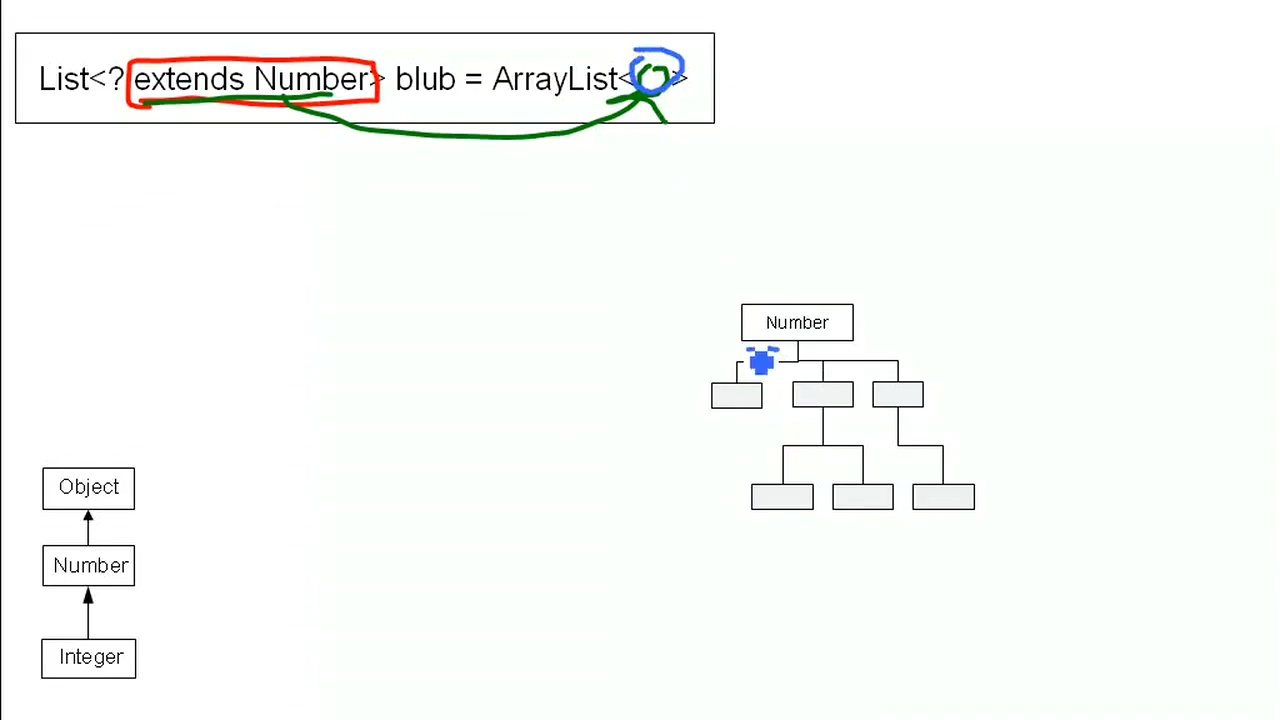 List<? extends Number> blub = ArrayList< >
Number
Object
Number
Integer